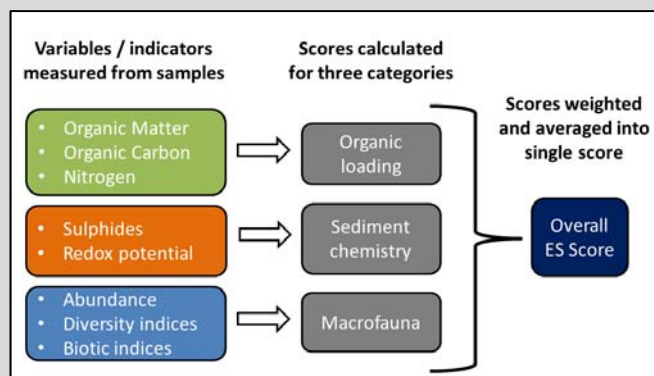 Variables / indicators
measured from samples
Scores calculated
for three categories
Scores weighted
and averaged into
single score
• Organic Matter
• Organic Carbon
• Nitrogen
Organic
loading
• Sulphides
• Redox potential
Sediment
chemistry
Overall
ES Score
• Abundance
• Diversity indices
• Biotic indices
Macrofauna